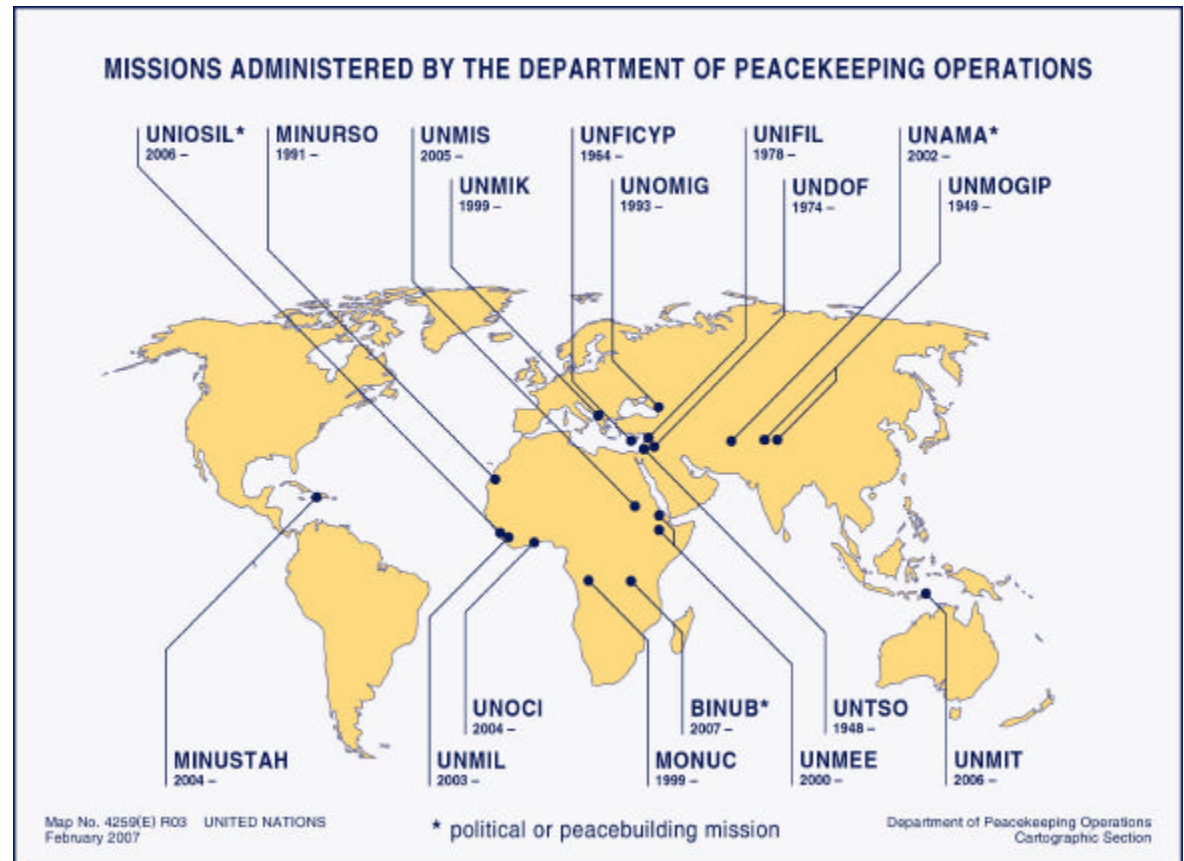 MISSIONS ADMINISTERED BY THE DEPARTMENT OF PEACEKEEPING OPERATIONS
UNIOSIL*
2006 –
MINURSO
1991 –
UNMIS
2005 –
UNFICYP
1964 –
UNIFIL
1978 –
UNAMA*
2002 –
UNMIK
1999 –
UNOMIG
1993 –
UNDOF
1974 –
UNMOGIP
1949 –
UNOCI
2004 –
BINUB*
2007 –
UNTSO
1948 –
MINUSTAH
2004 –
UNMIL
2003 –
MONUC
1999 –
UNMEE
2000 –
UNMIT
2006 –
Map No. 4259(E) R03 UNITED NATIONS
February 2007
* political or peacebuilding mission
Department of Peacekeeping Operations
Cartographic Section